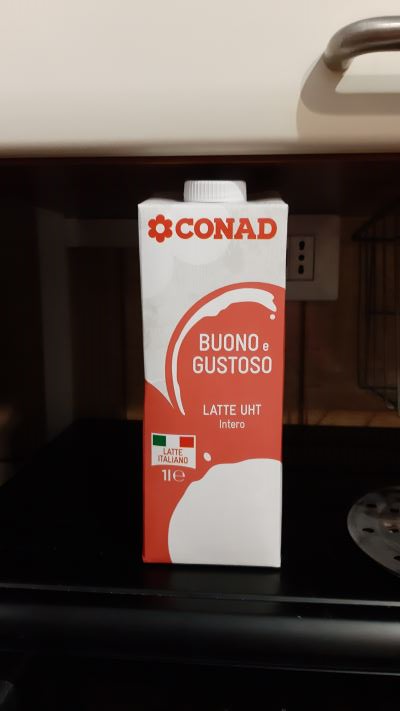 CONAD
BUONO e
GUSTOSO
LATTE UHT
Intero
LATTE
ITALIANO
1l℮